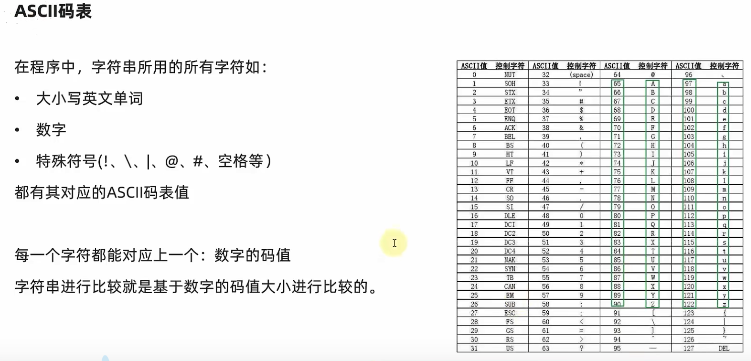 ASCII码表
在程序中，字符串所用的所有字符如：
• 大小写英文单词
• 数字
• 特殊符号(!、\、|、@、#、空格等）
都有其对应的ASCII码表值
每一个字符都能对应上一个：数字的码值
字符串进行比较就是基于数字的码值大小进行比较的。
ASCII值 控制字符 ASCII值 控制字符 ASCII值 控制字符 ASCII值 控制字符
0 NUT 32 (space) 64 @ 96 、
1 SOH 33 ! 65 A 97 a
2 STX 34 " 66 B 98 b
3 ETX 35 # 67 C 99 c
4 EOT 36 $ 68 D 100 d
5 ENQ 37 % 69 E 101 e
6 ACK 38 & 70 F 102 f
7 BEL 39 , 71 G 103 g
8 BS 40 ( 72 H 104 h
9 HT 41 ) 73 I 105 i
10 LF 42 * 74 J 106 j
11 VT 43 + 75 K 107 k
12 FF 44 , 76 L 108 l
13 CR 45 - 77 M 109 m
14 SO 46 . 78 N 110 n
15 SI 47 / 79 O 111 o
16 DLE 48 0 80 P 112 p
17 DCI 49 1 81 Q 113 q
18 DC2 50 2 82 R 114 r
19 DC3 51 3 83 X 115 s
20 DC4 52 4 84 T 116 t
21 NAK 53 5 85 U 117 u
22 SYN 54 6 86 V 118 v
23 TB 55 7 87 W 119 w
24 CAN 56 8 88 X 120 x
25 EM 57 9 89 Y 121 y
26 SUB 58 : 90 Z 122 z
27 ESC 59 ; 91 [ 123 {
28 FS 60 < 92 \ 124 |
29 GS 61 = 93 ] 125 }
30 RS 62 > 94 ^ 126 ~
31 US 63 ? 95 — 127 DEL